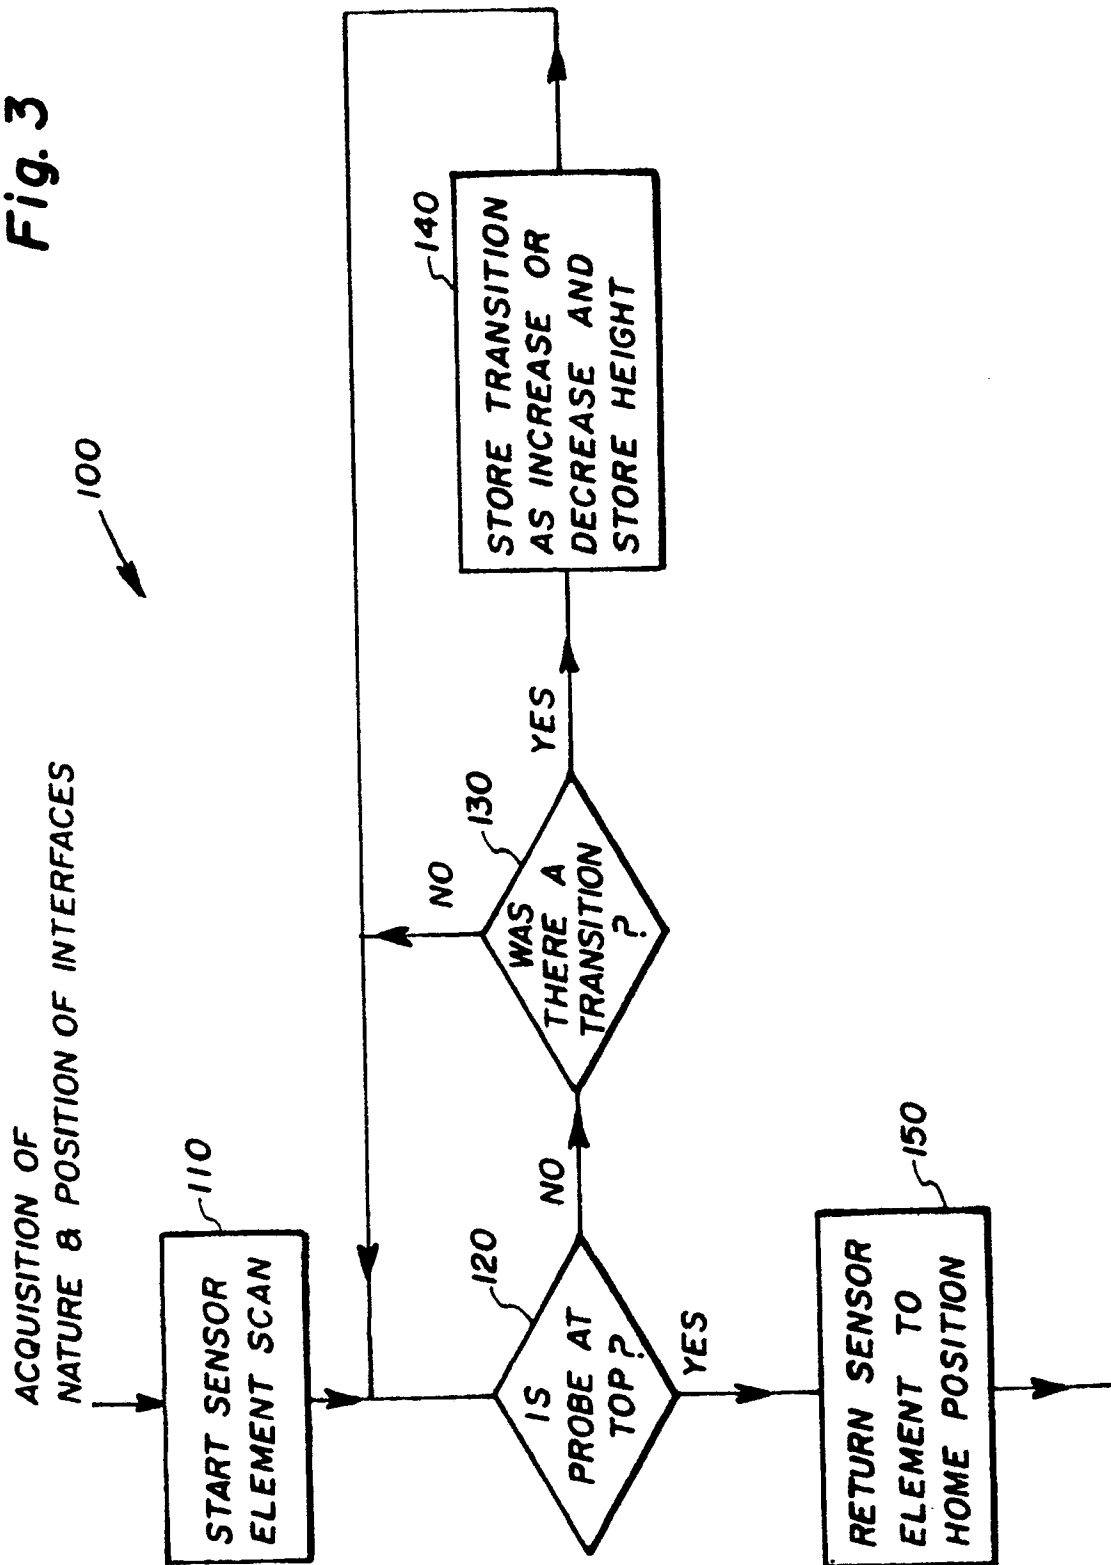 Fig. 3
ACQUISITION OF
NATURE & POSITION OF INTERFACES
100
110
START SENSOR
ELEMENT SCAN
120
IS
PROBE AT
TOP?
NO
YES
130
WAS
THERE A
TRANSITION
?
NO
YES
140
STORE TRANSITION
AS INCREASE OR
DECREASE AND
STORE HEIGHT
150
RETURN SENSOR
ELEMENT TO
HOME POSITION